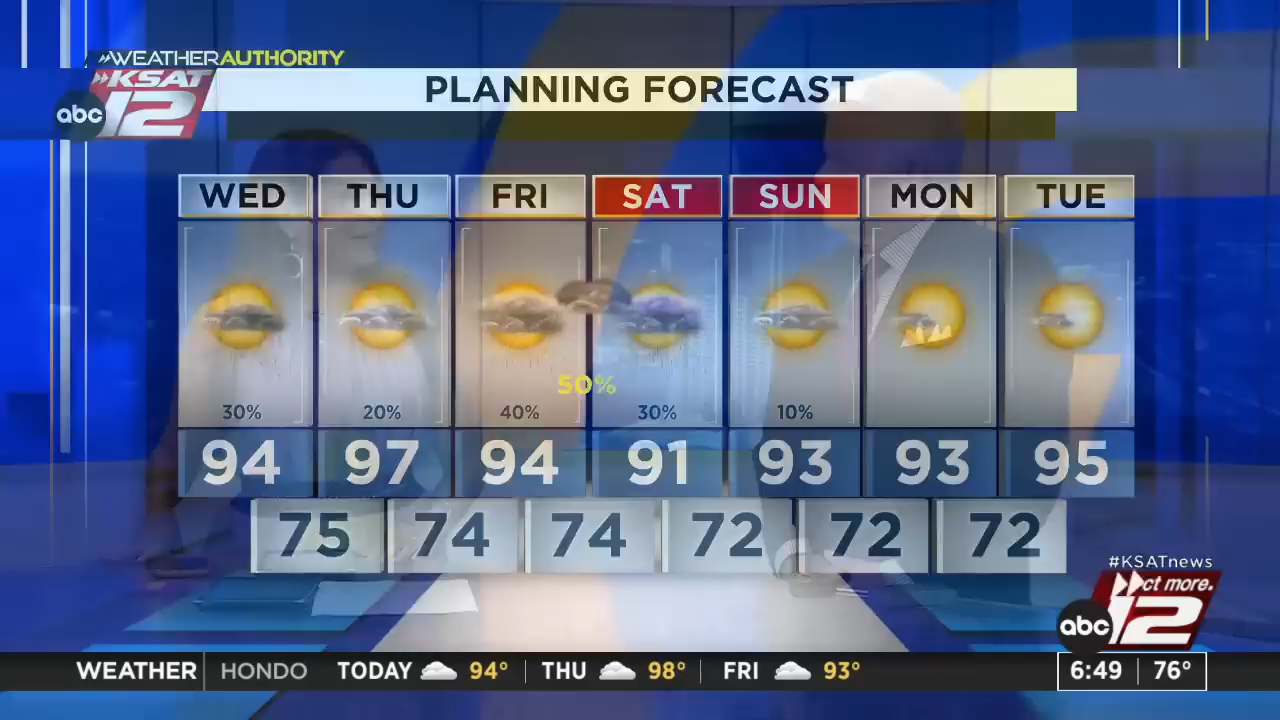 WEATHERAUTHORITY
KSAT
abc 12
PLANNING FORECAST
WED THU FRI SAT SUN MON TUE
50%
30% 20% 40% 30% 10%
94 97 94 91 93 93 95
75 74 74 72 72 72
#KSATnews
ct more.
abc 12
WEATHER HONDO TODAY 94° THU 98° FRI 93° 6:49 76°